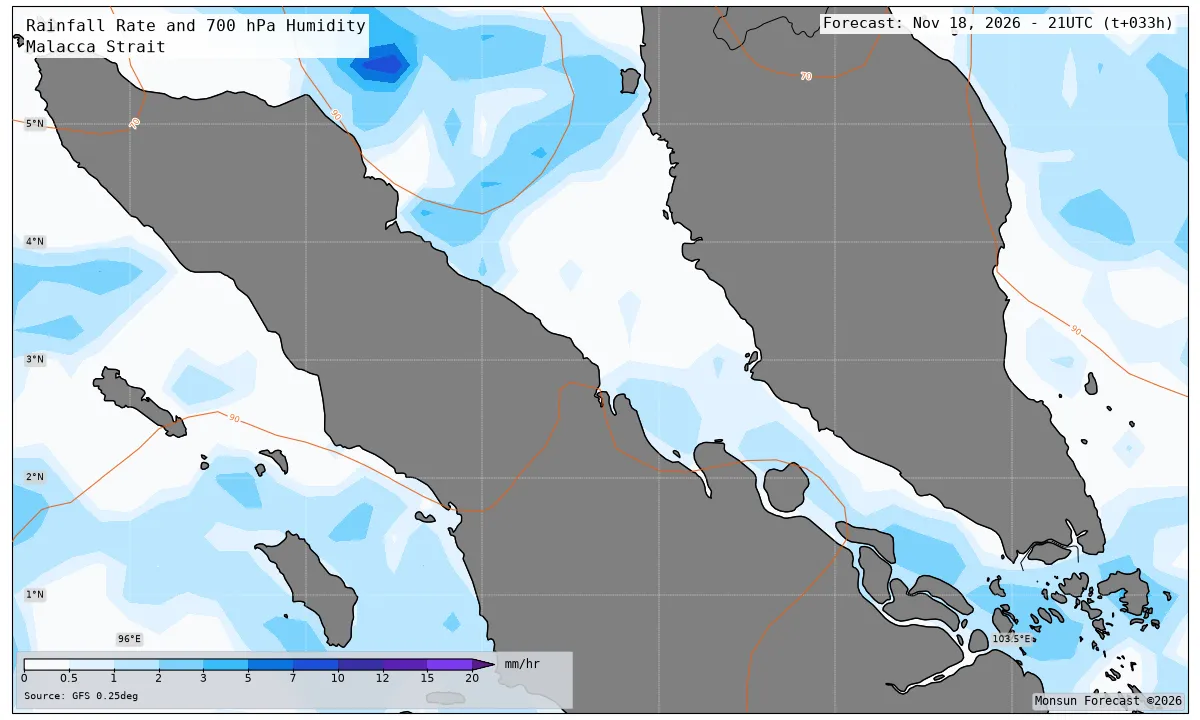 Rainfall Rate and 700 hPa Humidity
Malacca Strait
Forecast: Nov 18, 2026 - 21UTC (t+033h)
70
90
70
5°N
4°N
90
3°N
90
2°N
1°N
96°E
103.5°E
mm/hr
0 0.5 1 2 3 5 7 10 12 15 20
Source: GFS 0.25deg
Monsun Forecast ©2026